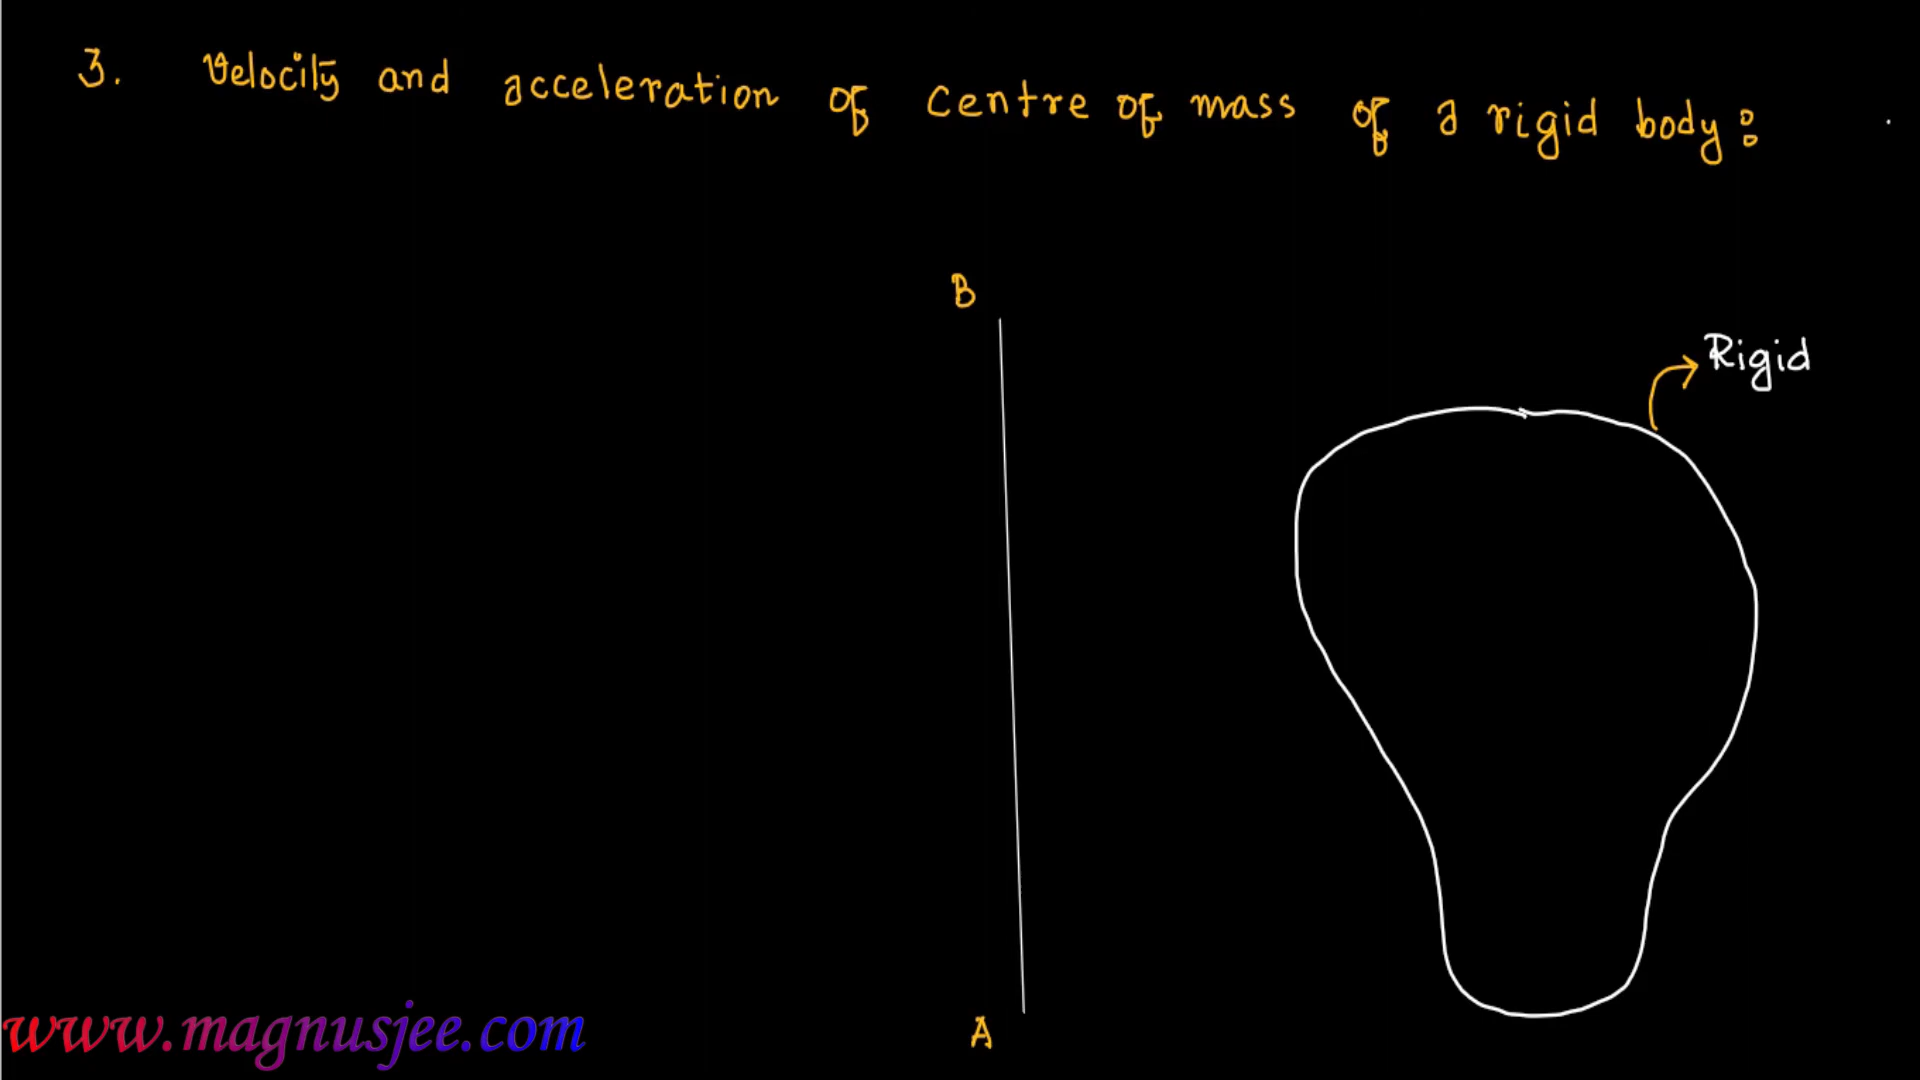 3. Velocity and acceleration of centre of mass of a rigid body:
B
Rigid
A
www.magnusjee.com